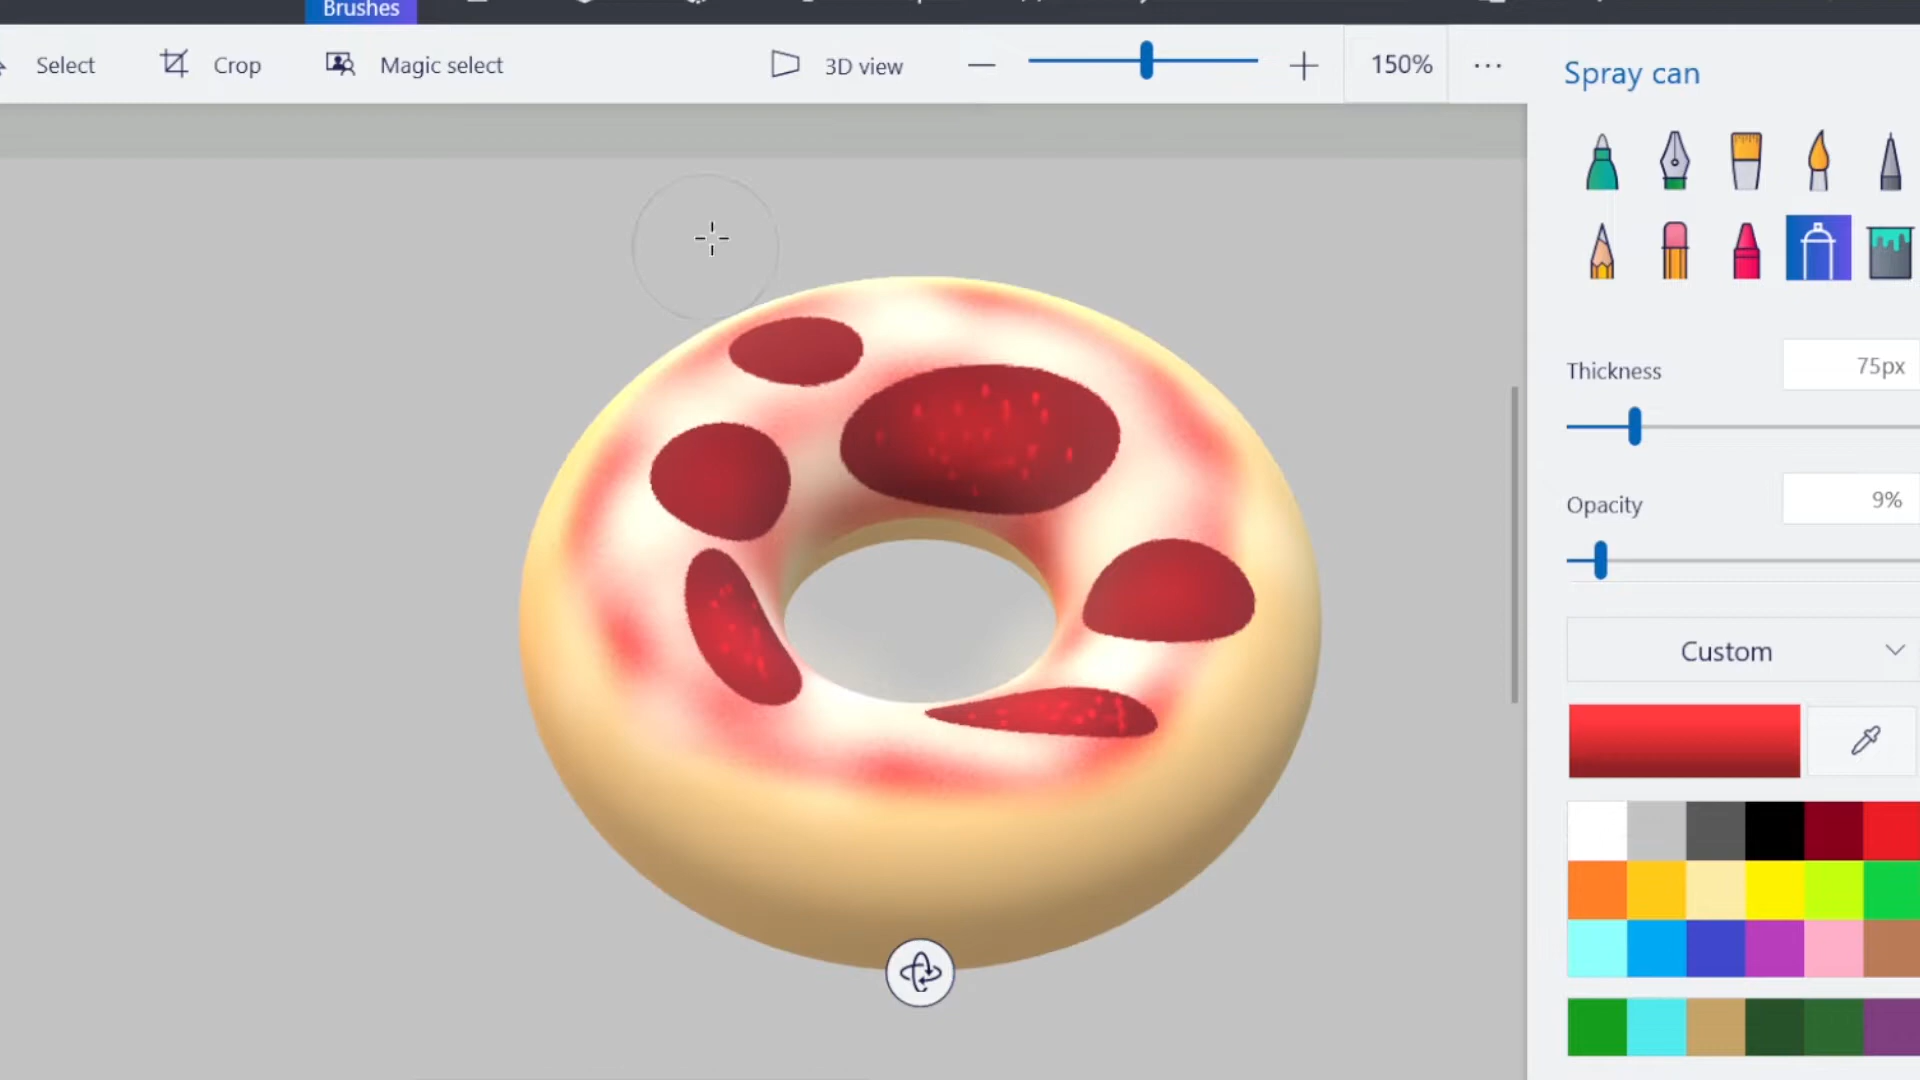 Brushes
Select
Crop
Magic select
3D view
150%
Spray can
Thickness
75px
Opacity
9%
Custom